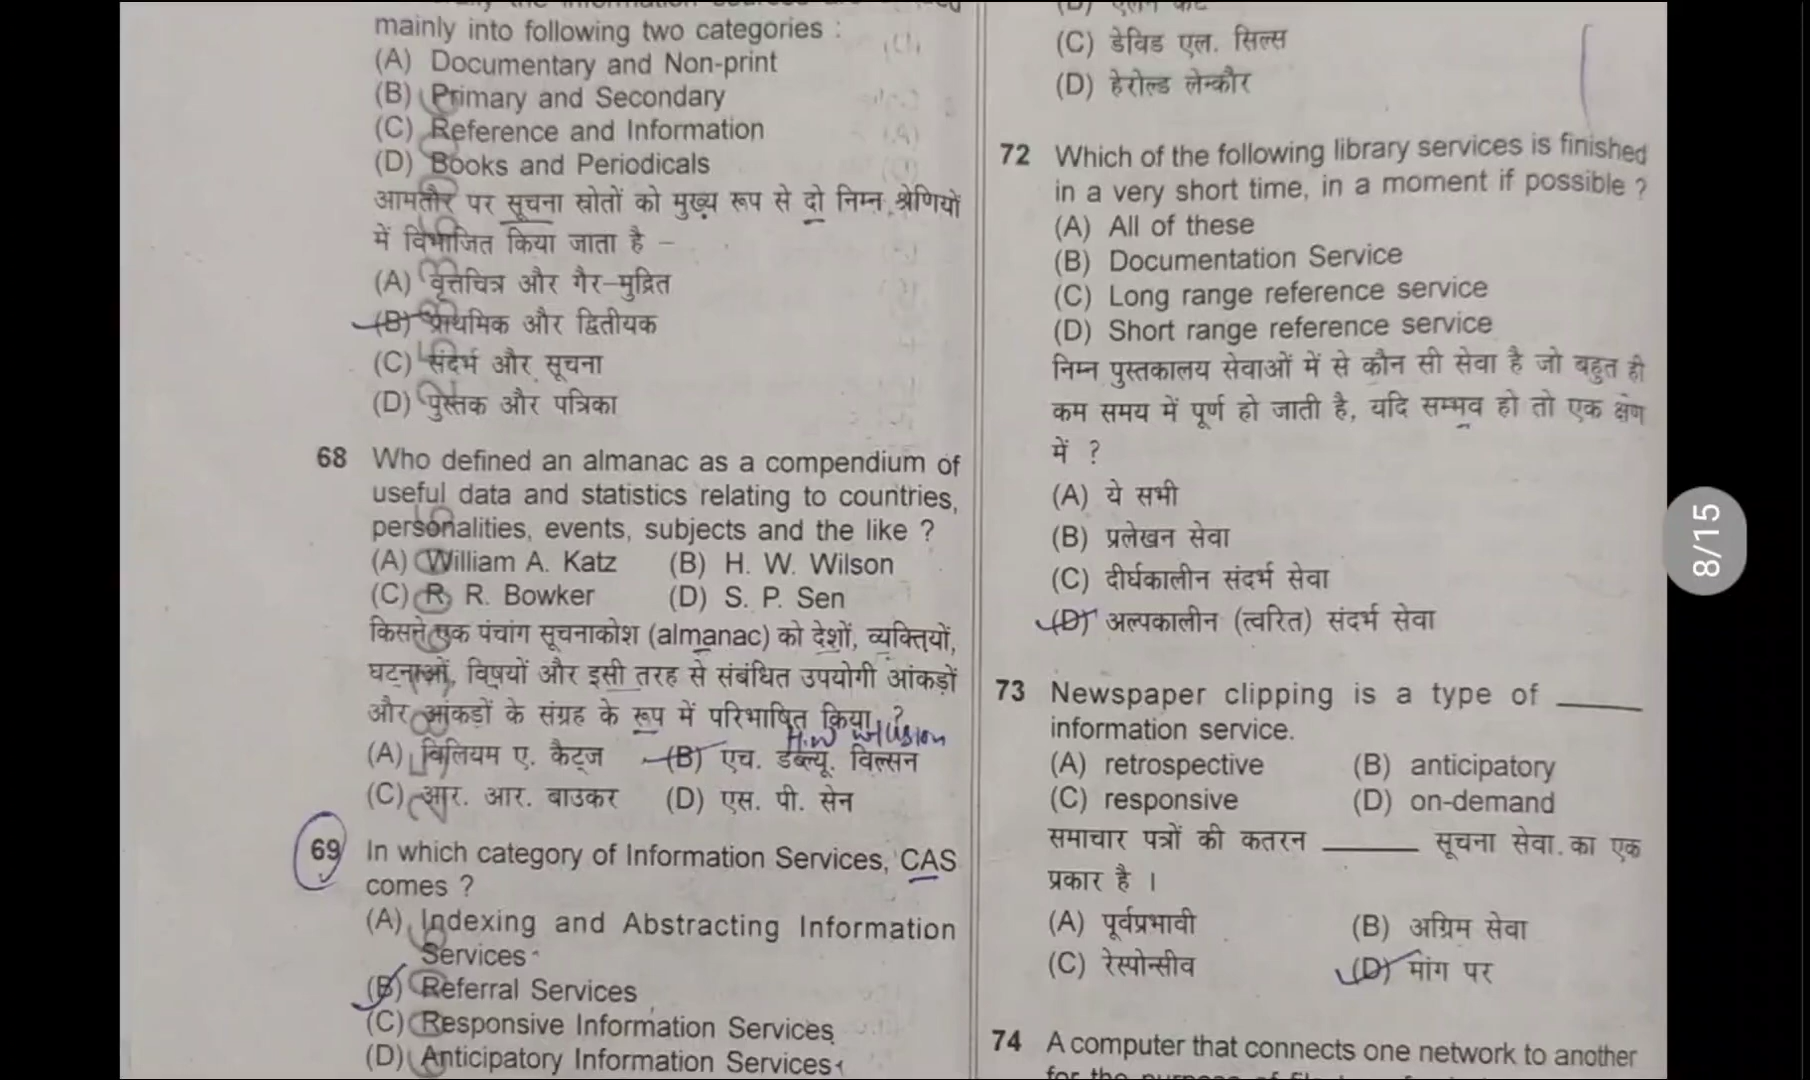 mainly into following two categories :
(A) Documentary and Non-print
(B) Primary and Secondary
(C) Reference and Information
(D) Books and Periodicals
आमतौर पर सूचना स्रोतों को मुख्य रूप से दो निम्न श्रेणियों
में विभाजित किया जाता है –
(A) वृत्तचित्र और गैर–मुद्रित
(B) प्राथमिक और द्वितीयक
(C) संदर्भ और सूचना
(D) पुस्तक और पत्रिका
68 Who defined an almanac as a compendium of
useful data and statistics relating to countries,
personalities, events, subjects and the like ?
(A) William A. Katz (B) H. W. Wilson
(C) R. R. Bowker (D) S. P. Sen
किसने एक पंचांग सूचनाकोश (almanac) को देशों, व्यक्तियों,
घटनाओं, विषयों और इसी तरह से संबंधित उपयोगी आंकड़ों
और आंकड़ों के संग्रह के रूप में परिभाषित किया ?
H.W
(A) विलियम ए. कैट्ज (B) एच. डब्ल्यू. विल्सन
(C) आर. आर. बाउकर (D) एस. पी. सेन
69 In which category of Information Services, CAS
comes ?
(A) Indexing and Abstracting Information
Services
(B) Referral Services
(C) Responsive Information Services
(D) Anticipatory Information Services
(C) डेविड एल. सिल्स
(D) हेरोल्ड लेन्कौर
72 Which of the following library services is finished
in a very short time, in a moment if possible ?
(A) All of these
(B) Documentation Service
(C) Long range reference service
(D) Short range reference service
निम्न पुस्तकालय सेवाओं में से कौन सी सेवा है जो बहुत ही
कम समय में पूर्ण हो जाती है, यदि सम्भव हो तो एक क्षण
में ?
(A) ये सभी
(B) प्रलेखन सेवा
(C) दीर्घकालीन संदर्भ सेवा
(D) अल्पकालीन (त्वरित) संदर्भ सेवा
73 Newspaper clipping is a type of ______
information service.
(A) retrospective (B) anticipatory
(C) responsive (D) on-demand
समाचार पत्रों की कतरन ______ सूचना सेवा का एक
प्रकार है ।
(A) पूर्वप्रभावी (B) अग्रिम सेवा
(C) रेस्पोन्सीव (D) मांग पर
74 A computer that connects one network to another
8/15